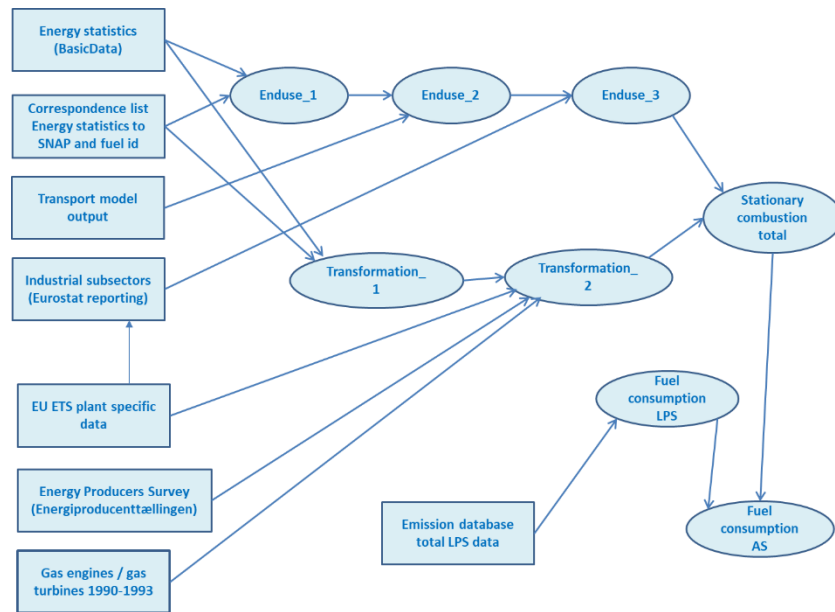 Energy statistics
(BasicData)
Correspondence list
Energy statistics to
SNAP and fuel id
Transport model
output
Industrial subsectors
(Eurostat reporting)
EU ETS plant specific
data
Energy Producers Survey
(Energiproducenttællingen)
Gas engines / gas
turbines 1990-1993
Enduse_1
Enduse_2
Enduse_3
Transformation_
1
Transformation_
2
Stationary
combustion
total
Fuel
consumption
LPS
Emission database
total LPS data
Fuel
consumption
AS